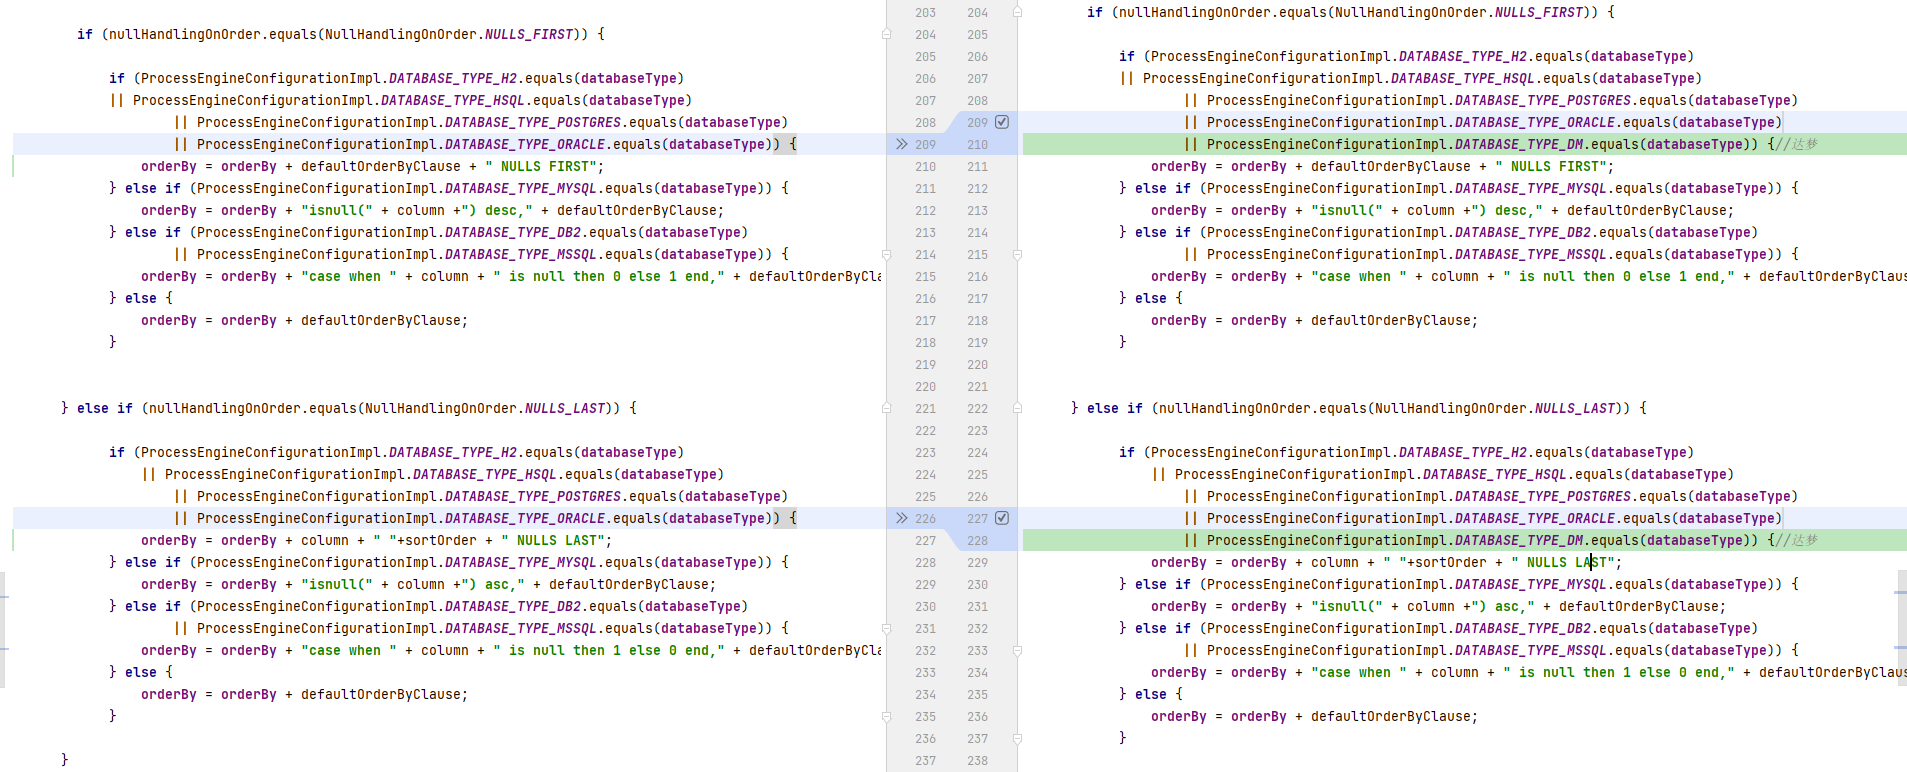 if (nullHandlingOnOrder.equals(NullHandlingOnOrder.NULLS_FIRST)) {
if (ProcessEngineConfigurationImpl.DATABASE_TYPE_H2.equals(databaseType)
|| ProcessEngineConfigurationImpl.DATABASE_TYPE_HSQL.equals(databaseType)
|| ProcessEngineConfigurationImpl.DATABASE_TYPE_POSTGRES.equals(databaseType)
|| ProcessEngineConfigurationImpl.DATABASE_TYPE_ORACLE.equals(databaseType)) {
orderBy = orderBy + defaultOrderByClause + " NULLS FIRST";
} else if (ProcessEngineConfigurationImpl.DATABASE_TYPE_MYSQL.equals(databaseType)) {
orderBy = orderBy + "isnull(" + column +") desc," + defaultOrderByClause;
} else if (ProcessEngineConfigurationImpl.DATABASE_TYPE_DB2.equals(databaseType)
|| ProcessEngineConfigurationImpl.DATABASE_TYPE_MSSQL.equals(databaseType)) {
orderBy = orderBy + "case when " + column + " is null then 0 else 1 end," + defaultOrderByCla
} else {
orderBy = orderBy + defaultOrderByClause;
}
} else if (nullHandlingOnOrder.equals(NullHandlingOnOrder.NULLS_LAST)) {
if (ProcessEngineConfigurationImpl.DATABASE_TYPE_H2.equals(databaseType)
|| ProcessEngineConfigurationImpl.DATABASE_TYPE_HSQL.equals(databaseType)
|| ProcessEngineConfigurationImpl.DATABASE_TYPE_POSTGRES.equals(databaseType)
|| ProcessEngineConfigurationImpl.DATABASE_TYPE_ORACLE.equals(databaseType)) {
orderBy = orderBy + column + " "+sortOrder + " NULLS LAST";
} else if (ProcessEngineConfigurationImpl.DATABASE_TYPE_MYSQL.equals(databaseType)) {
orderBy = orderBy + "isnull(" + column +") asc," + defaultOrderByClause;
} else if (ProcessEngineConfigurationImpl.DATABASE_TYPE_DB2.equals(databaseType)
|| ProcessEngineConfigurationImpl.DATABASE_TYPE_MSSQL.equals(databaseType)) {
orderBy = orderBy + "case when " + column + " is null then 1 else 0 end," + defaultOrderByCla
} else {
orderBy = orderBy + defaultOrderByClause;
}
}
203 204
204 205
205 206
206 207
207 208
208 209
209 210
210 211
211 212
212 213
213 214
214 215
215 216
216 217
217 218
218 219
219 220
220 221
221 222
222 223
223 224
224 225
225 226
226 227
227 228
228 229
229 230
230 231
231 232
232 233
233 234
234 235
235 236
236 237
237 238
if (nullHandlingOnOrder.equals(NullHandlingOnOrder.NULLS_FIRST)) {
if (ProcessEngineConfigurationImpl.DATABASE_TYPE_H2.equals(databaseType)
|| ProcessEngineConfigurationImpl.DATABASE_TYPE_HSQL.equals(databaseType)
|| ProcessEngineConfigurationImpl.DATABASE_TYPE_POSTGRES.equals(databaseType)
|| ProcessEngineConfigurationImpl.DATABASE_TYPE_ORACLE.equals(databaseType)
|| ProcessEngineConfigurationImpl.DATABASE_TYPE_DM.equals(databaseType)) {//达梦
orderBy = orderBy + defaultOrderByClause + " NULLS FIRST";
} else if (ProcessEngineConfigurationImpl.DATABASE_TYPE_MYSQL.equals(databaseType)) {
orderBy = orderBy + "isnull(" + column +") desc," + defaultOrderByClause;
} else if (ProcessEngineConfigurationImpl.DATABASE_TYPE_DB2.equals(databaseType)
|| ProcessEngineConfigurationImpl.DATABASE_TYPE_MSSQL.equals(databaseType)) {
orderBy = orderBy + "case when " + column + " is null then 0 else 1 end," + defaultOrderByClaus
} else {
orderBy = orderBy + defaultOrderByClause;
}
} else if (nullHandlingOnOrder.equals(NullHandlingOnOrder.NULLS_LAST)) {
if (ProcessEngineConfigurationImpl.DATABASE_TYPE_H2.equals(databaseType)
|| ProcessEngineConfigurationImpl.DATABASE_TYPE_HSQL.equals(databaseType)
|| ProcessEngineConfigurationImpl.DATABASE_TYPE_POSTGRES.equals(databaseType)
|| ProcessEngineConfigurationImpl.DATABASE_TYPE_ORACLE.equals(databaseType)
|| ProcessEngineConfigurationImpl.DATABASE_TYPE_DM.equals(databaseType)) {//达梦
orderBy = orderBy + column + " "+sortOrder + " NULLS LAST";
} else if (ProcessEngineConfigurationImpl.DATABASE_TYPE_MYSQL.equals(databaseType)) {
orderBy = orderBy + "isnull(" + column +") asc," + defaultOrderByClause;
} else if (ProcessEngineConfigurationImpl.DATABASE_TYPE_DB2.equals(databaseType)
|| ProcessEngineConfigurationImpl.DATABASE_TYPE_MSSQL.equals(databaseType)) {
orderBy = orderBy + "case when " + column + " is null then 1 else 0 end," + defaultOrderByClaus
} else {
orderBy = orderBy + defaultOrderByClause;
}